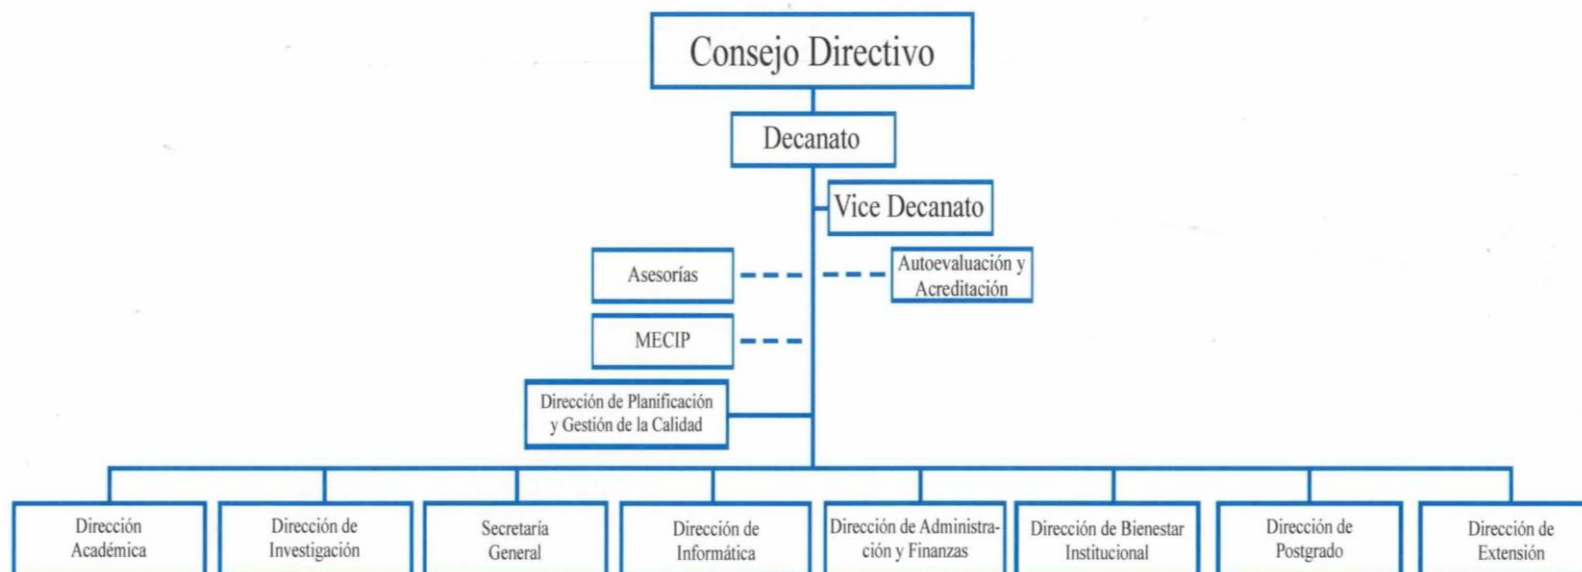 Consejo Directivo
Decanato
Vice Decanato
Asesorías
Autoevaluación y
Acreditación
MECIP
Dirección de Planificación
y Gestión de la Calidad
Dirección
Académica
Dirección de
Investigación
Secretaría
General
Dirección de
Informática
Dirección de Administra-
ción y Finanzas
Dirección de Bienestar
Institucional
Dirección de
Postgrado
Dirección de
Extensión